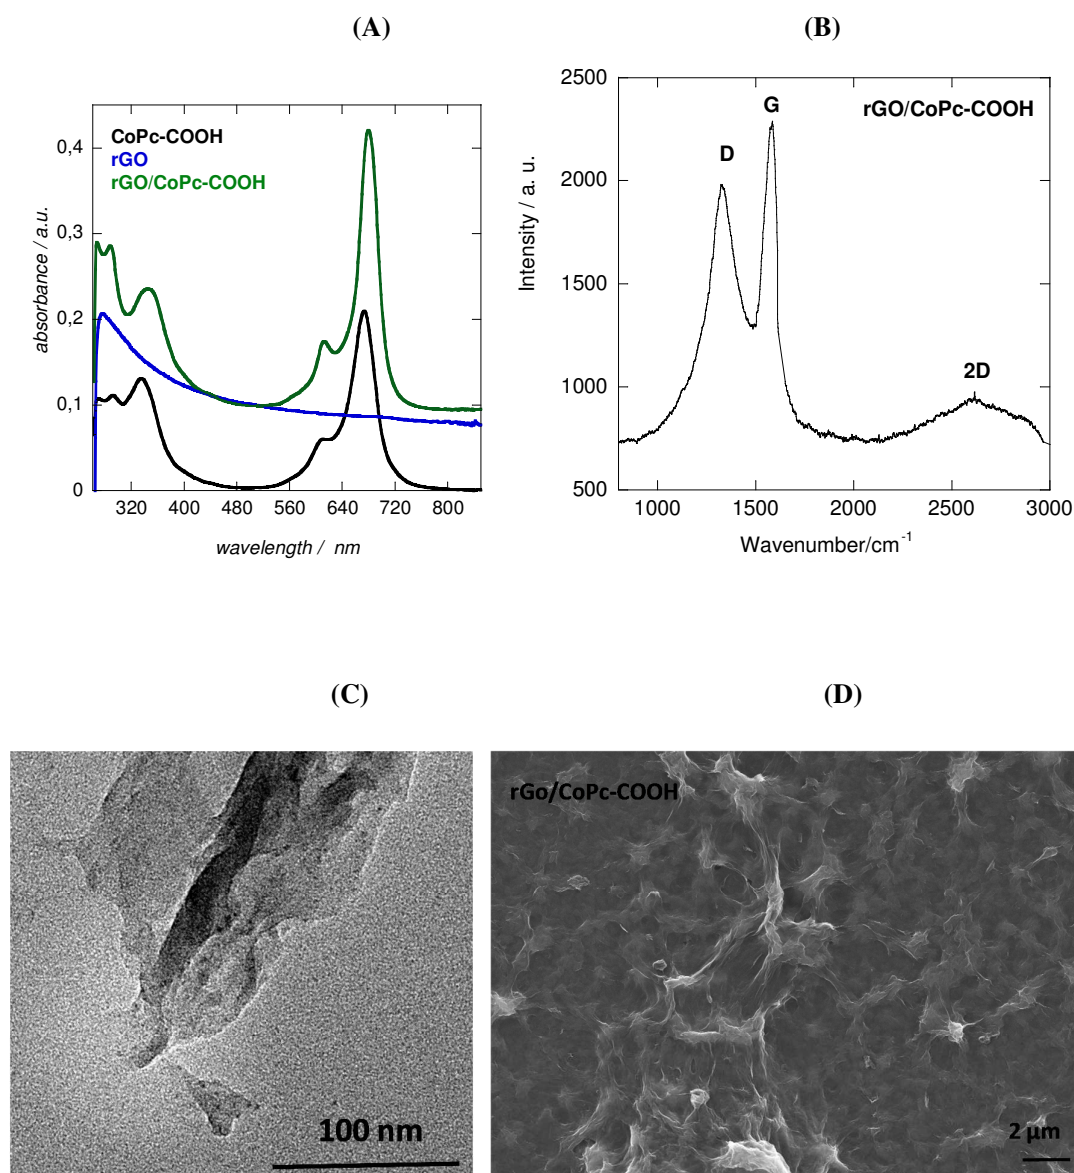 (A)
(B)
CoPc-COOH
rGO
rGO/CoPc-COOH
absorbance / a.u.
0,4
0,3
0,2
0,1
0
320 400 480 560 640 720 800
wavelength / nm
rGO/CoPc-COOH
D
G
2D
Intensity / a. u.
2500
2000
1500
1000
500
1000 1500 2000 2500 3000
Wavenumber/cm-1
(C)
(D)
100 nm
rGo/CoPc-COOH
2 µm